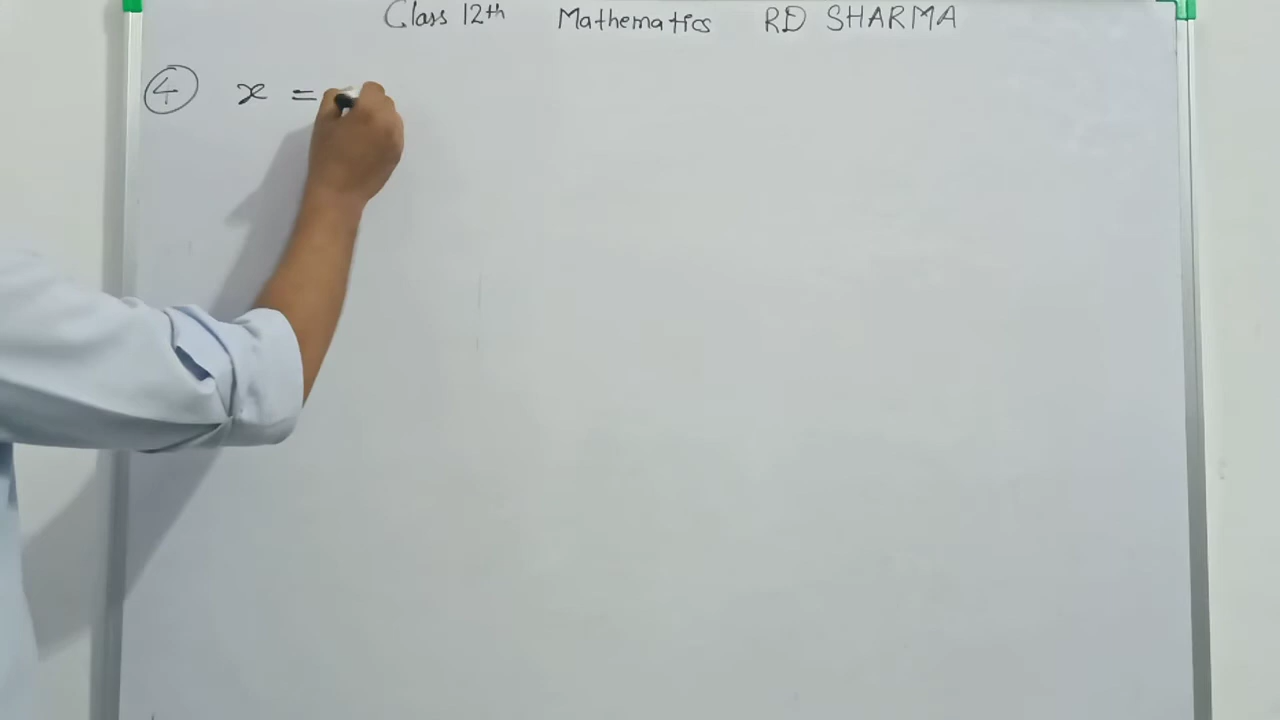 Class 12th Mathematics RD SHARMA
④ x =